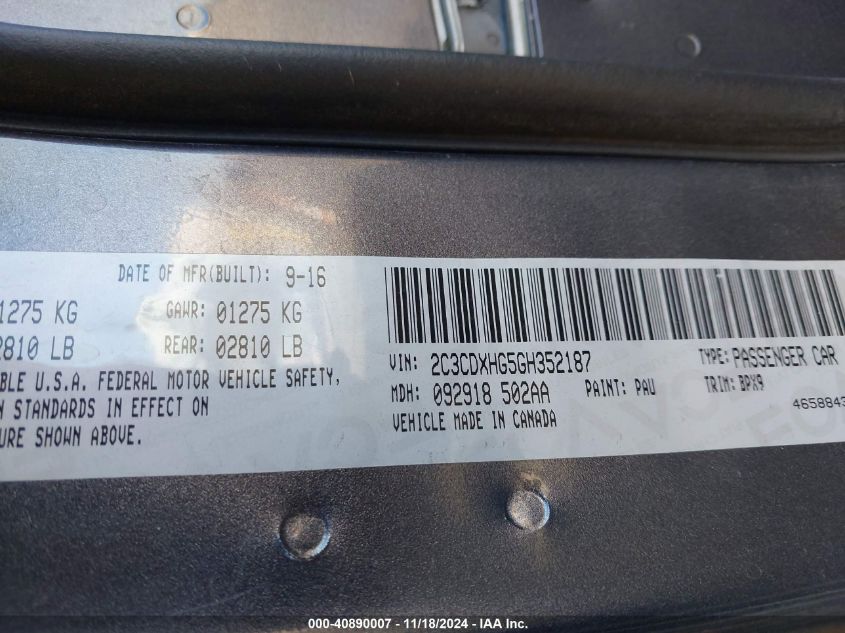 DATE OF MFR(BUILT): 9-16
1275 KG GAWR: 01275 KG
2810 LB REAR: 02810 LB
BLE U.S.A. FEDERAL MOTOR VEHICLE SAFETY,
N STANDARDS IN EFFECT ON
URE SHOWN ABOVE.
VIN: 2C3CDXHG5GH352187 TYPE: PASSENGER CAR
MDH: 092918 502AA PAINT: PAU TRIM: BPX9
VEHICLE MADE IN CANADA 4658843
000-40890007 - 11/18/2024 - IAA Inc.